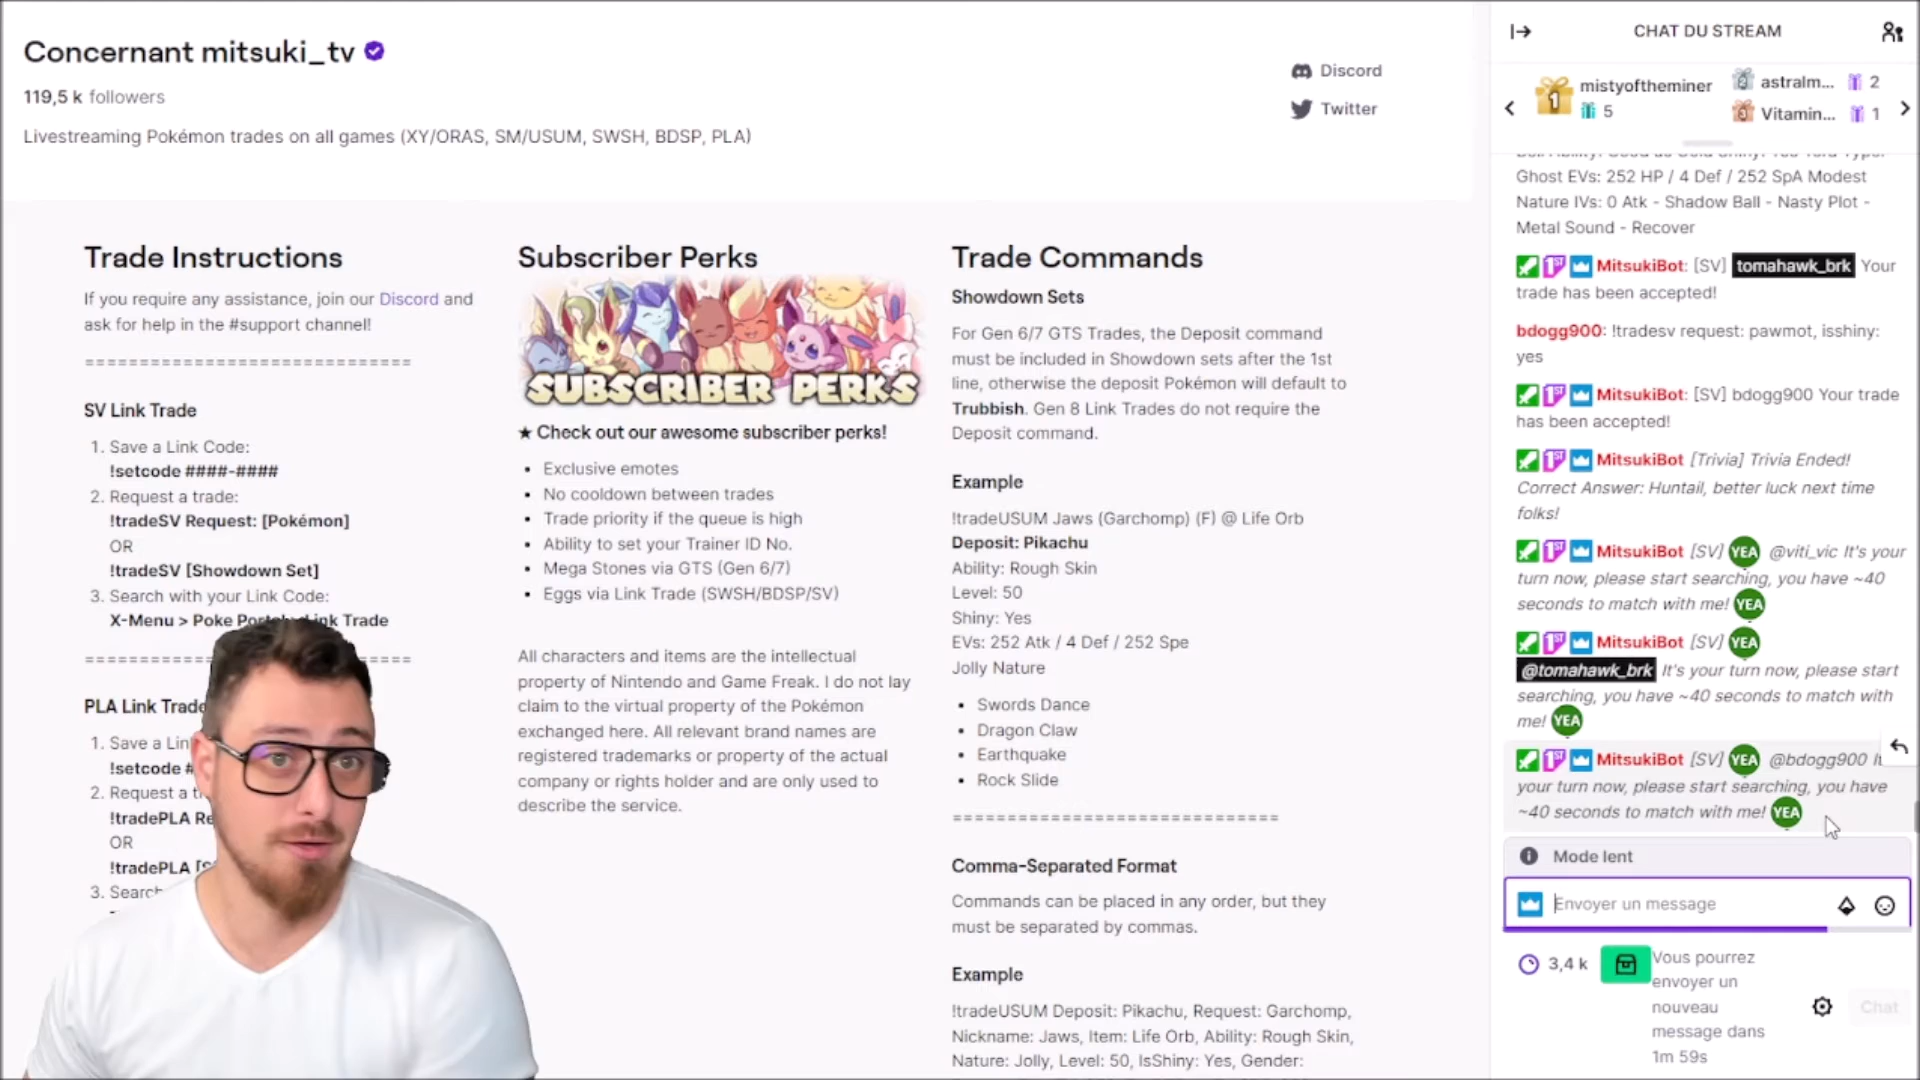 Concernant mitsuki_tv
119,5 k followers
Livestreaming Pokémon trades on all games (XY/ORAS, SM/USUM, SWSH, BDSP, PLA)
Discord
Twitter
Trade Instructions
If you require any assistance, join our Discord and
ask for help in the #support channel!
==============================
SV Link Trade
1. Save a Link Code:
!setcode ####-####
2. Request a trade:
!tradeSV Request: [Pokémon]
OR
!tradeSV [Showdown Set]
3. Search with your Link Code:
X-Menu > Poke Link Trade
PLA Link Trade
1. Save a
!setcode
2. Request a
!tradePLA
OR
!tradePLA
3.
Subscriber Perks
SUBSCRIBER PERKS
★ Check out our awesome subscriber perks!
• Exclusive emotes
• No cooldown between trades
• Trade priority if the queue is high
• Ability to set your Trainer ID No.
• Mega Stones via GTS (Gen 6/7)
• Eggs via Link Trade (SWSH/BDSP/SV)
All characters and items are the intellectual
property of Nintendo and Game Freak. I do not lay
claim to the virtual property of the Pokémon
exchanged here. All relevant brand names are
registered trademarks or property of the actual
company or rights holder and are only used to
describe the service.
Trade Commands
Showdown Sets
For Gen 6/7 GTS Trades, the Deposit command
must be included in Showdown sets after the 1st
line, otherwise the deposit Pokémon will default to
Trubbish. Gen 8 Link Trades do not require the
Deposit command.
Example
!tradeUSUM Jaws (Garchomp) (F) @ Life Orb
Deposit: Pikachu
Ability: Rough Skin
Level: 50
Shiny: Yes
EVs: 252 Atk / 4 Def / 252 Spe
Jolly Nature
• Swords Dance
• Dragon Claw
• Earthquake
• Rock Slide
==============================
Comma-Separated Format
Commands can be placed in any order, but they
must be separated by commas.
Example
!tradeUSUM Deposit: Pikachu, Request: Garchomp,
Nickname: Jaws, Item: Life Orb, Ability: Rough Skin,
Nature: Jolly, Level: 50, IsShiny: Yes, Gender:
CHAT DU STREAM
1 mistyoftheminer
5
2 astralm... 2
3 Vitamin... 1
Ghost EVs: 252 HP / 4 Def / 252 SpA Modest
Nature IVs: 0 Atk - Shadow Ball - Nasty Plot -
Metal Sound - Recover
1ST MitsukiBot: [SV] tomahawk_brk Your
trade has been accepted!
bdogg900: !tradesv request: pawmot, isshiny:
yes
1ST MitsukiBot: [SV] bdogg900 Your trade
has been accepted!
1ST MitsukiBot [Trivia] Trivia Ended!
Correct Answer: Huntail, better luck next time
folks!
1ST MitsukiBot [SV] YEA @viti_vic It's your
turn now, please start searching, you have ~40
seconds to match with me! YEA
1ST MitsukiBot [SV] YEA
@tomahawk_brk It's your turn now, please start
searching, you have ~40 seconds to match with
me! YEA
1ST MitsukiBot [SV] YEA @bdogg900
your turn now, please start searching, you have
~40 seconds to match with me! YEA
Mode lent
Envoyer un message
3,4 k
Vous pourrez
envoyer un
nouveau
message dans
1m 59s
Chat